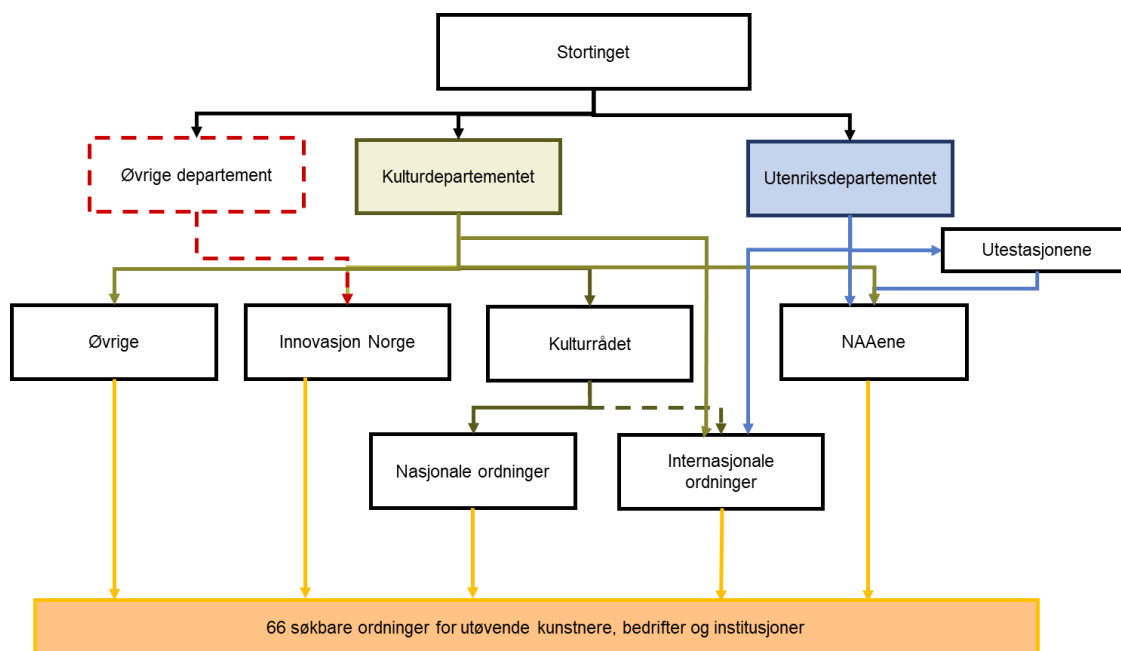 Stortinget
Øvrige departement
Kulturdepartementet
Utenriksdepartementet
Utestasjonene
Øvrige
Innovasjon Norge
Kulturrådet
NAAene
Nasjonale ordninger
Internasjonale
ordninger
66 søkbare ordninger for utøvende kunstnere, bedrifter og institusjoner